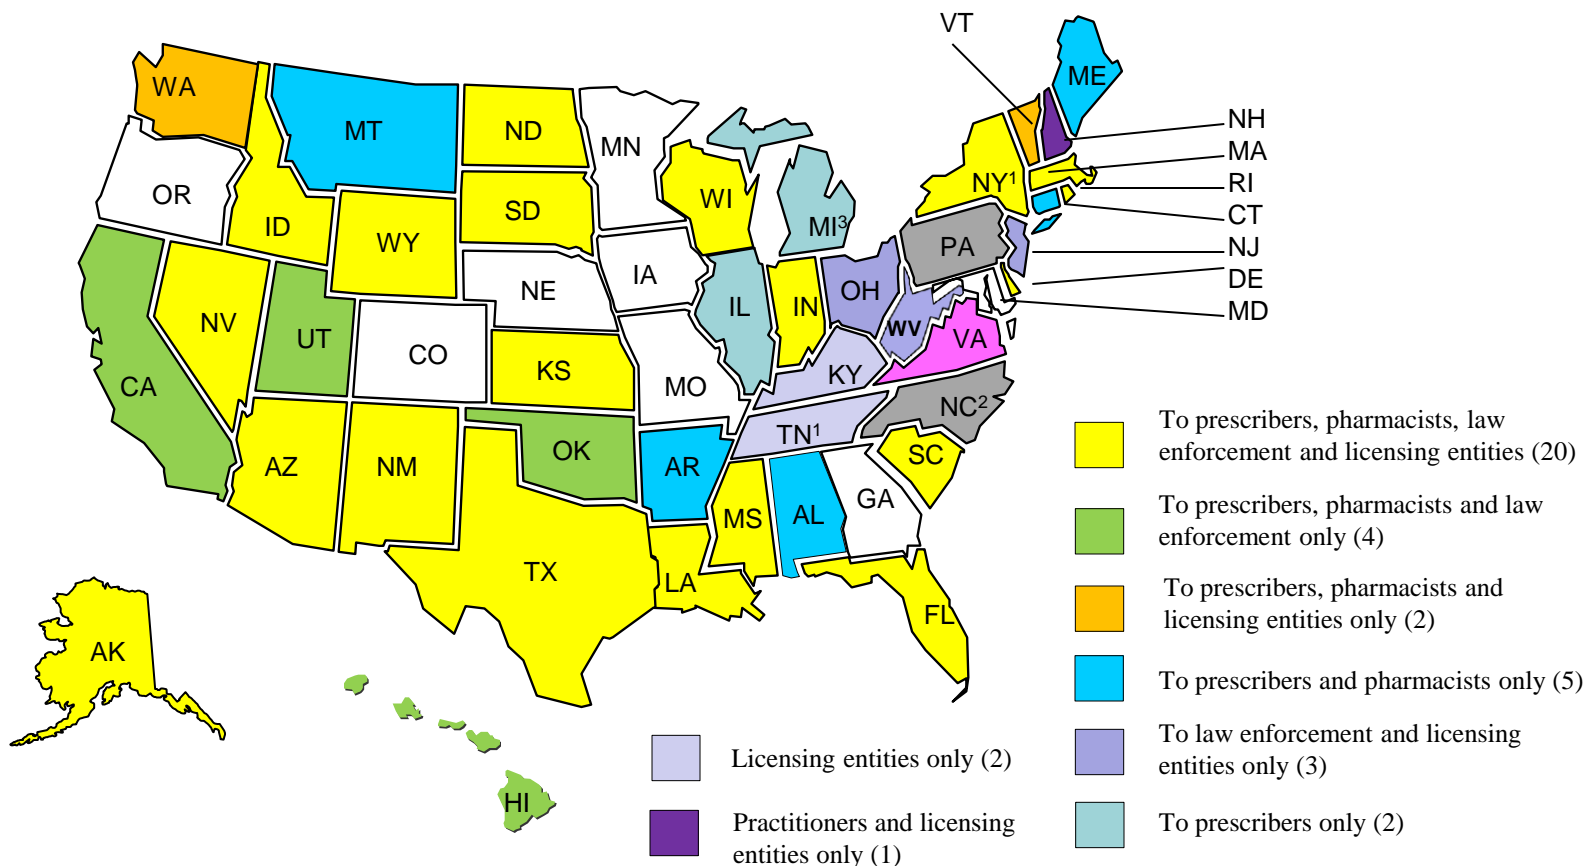 VT
WA
MT
ND
MN
ME
NH
MA
RI
CT
NJ
DE
MD
OR
ID
WY
SD
WI
MI³
NY¹
PA
NE
IA
IL
IN
OH
WV
VA
NV
UT
CO
KS
MO
KY
CA
AZ
NM
OK
AR
TN¹
NC²
SC
TX
LA
MS
AL
GA
FL
AK
HI
To prescribers, pharmacists, law
enforcement and licensing entities (20)
To prescribers, pharmacists and law
enforcement only (4)
To prescribers, pharmacists and
licensing entities only (2)
To prescribers and pharmacists only (5)
To law enforcement and licensing
entities only (3)
To prescribers only (2)
Licensing entities only (2)
Practitioners and licensing
entities only (1)